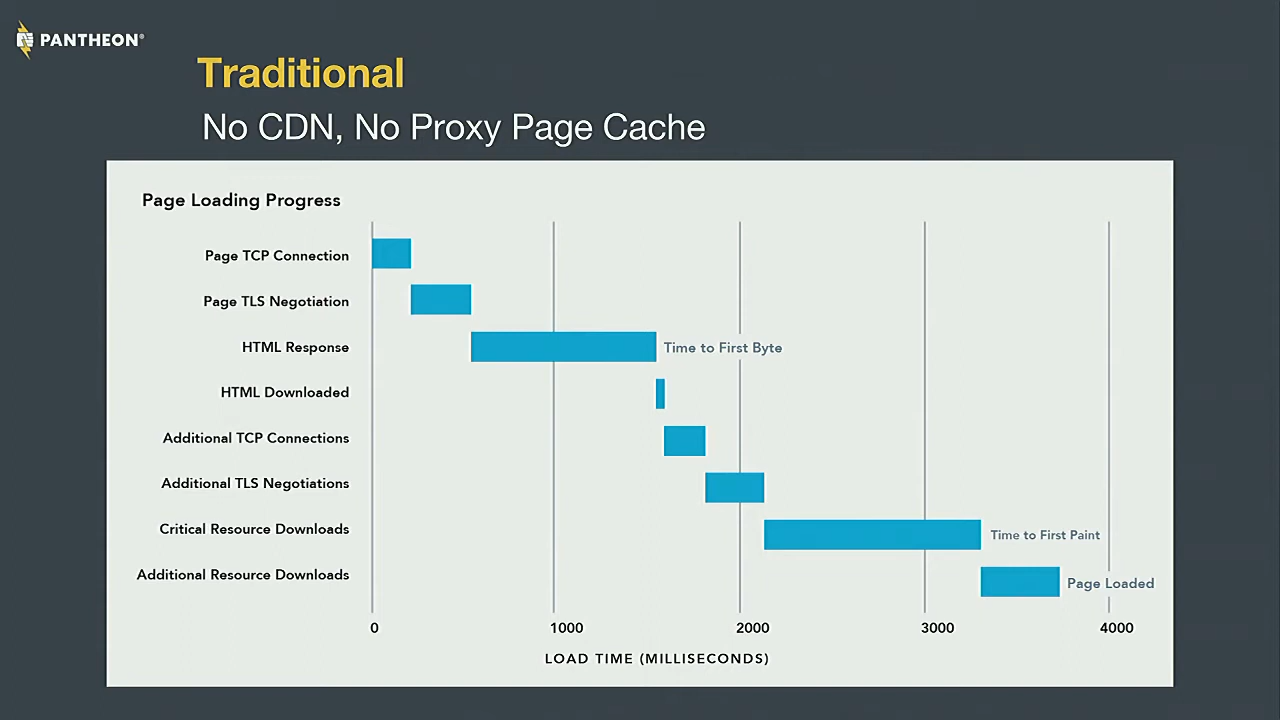 PANTHEON®
Traditional
No CDN, No Proxy Page Cache
Page Loading Progress
Page TCP Connection
Page TLS Negotiation
HTML Response
Time to First Byte
HTML Downloaded
Additional TCP Connections
Additional TLS Negotiations
Critical Resource Downloads
Time to First Paint
Additional Resource Downloads
Page Loaded
0 1000 2000 3000 4000
LOAD TIME (MILLISECONDS)